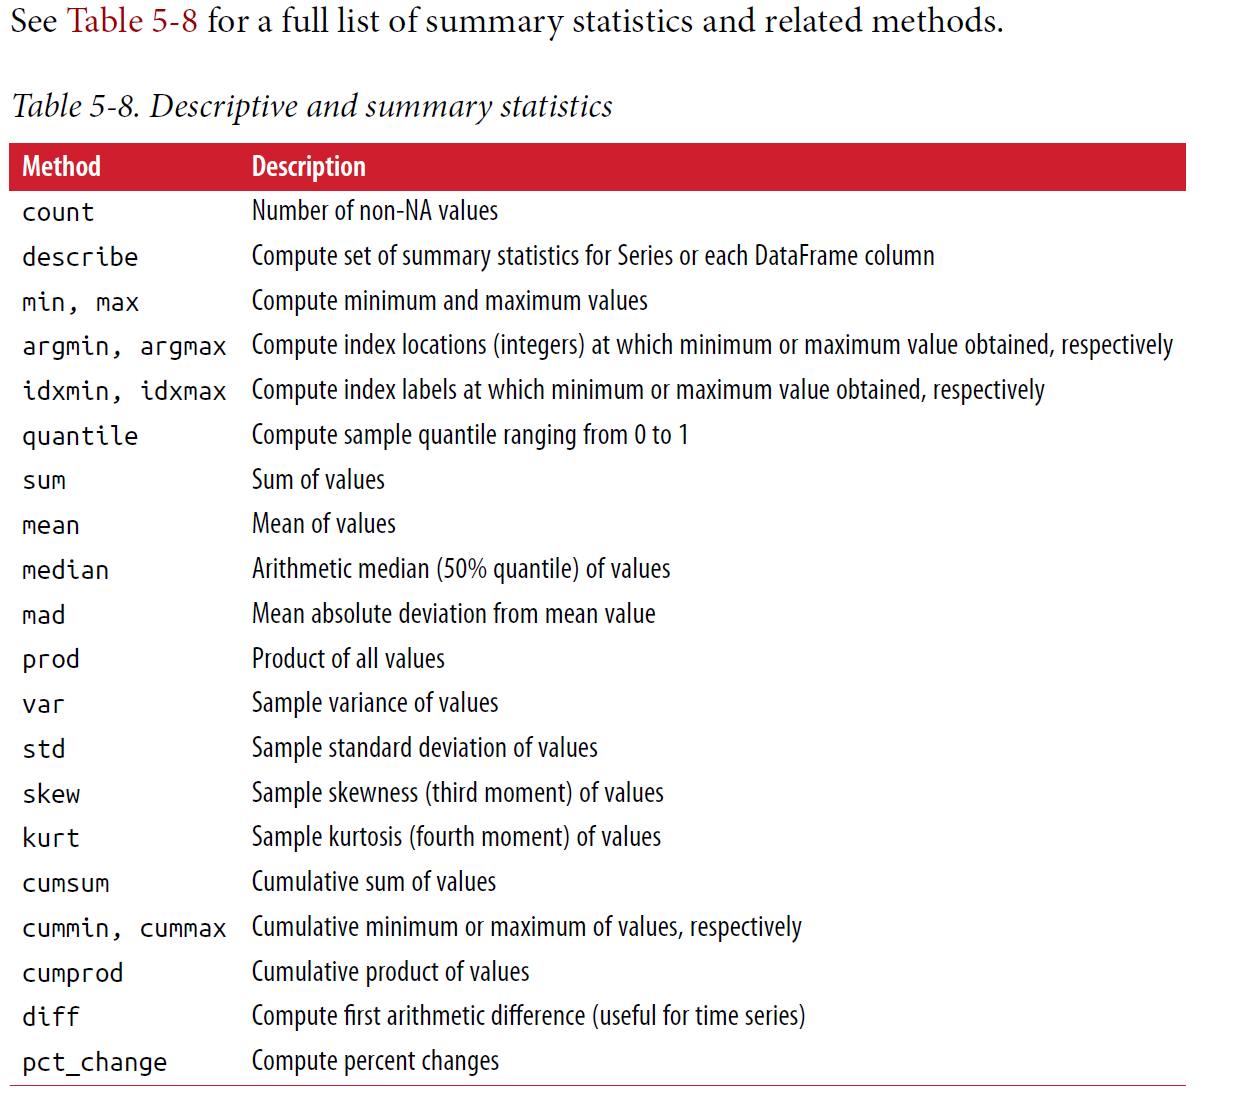 See Table 5-8 for a full list of summary statistics and related methods.
Table 5-8. Descriptive and summary statistics
Method Description
count Number of non-NA values
describe Compute set of summary statistics for Series or each DataFrame column
min, max Compute minimum and maximum values
argmin, argmax Compute index locations (integers) at which minimum or maximum value obtained, respectively
idxmin, idxmax Compute index labels at which minimum or maximum value obtained, respectively
quantile Compute sample quantile ranging from 0 to 1
sum Sum of values
mean Mean of values
median Arithmetic median (50% quantile) of values
mad Mean absolute deviation from mean value
prod Product of all values
var Sample variance of values
std Sample standard deviation of values
skew Sample skewness (third moment) of values
kurt Sample kurtosis (fourth moment) of values
cumsum Cumulative sum of values
cummin, cummax Cumulative minimum or maximum of values, respectively
cumprod Cumulative product of values
diff Compute first arithmetic difference (useful for time series)
pct_change Compute percent changes